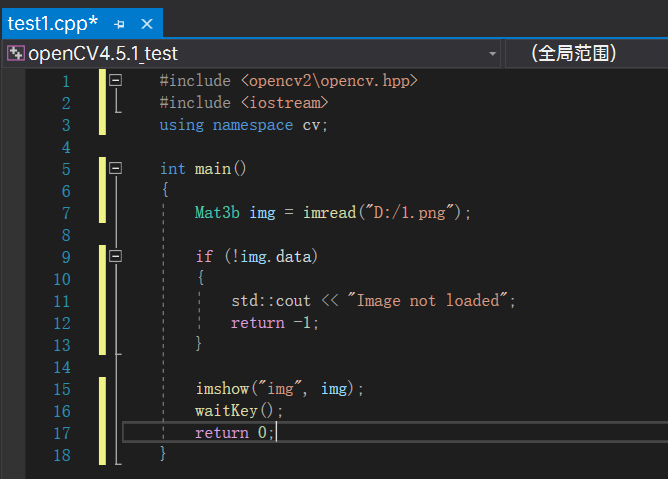 test1.cpp*
openCV4.5.1_test (全局范围)
1 #include <opencv2\opencv.hpp>
2 #include <iostream>
3 using namespace cv;
4
5 int main()
6 {
7 Mat3b img = imread("D:/1.png");
8
9 if (!img.data)
10 {
11 std::cout << "Image not loaded";
12 return -1;
13 }
14
15 imshow("img", img);
16 waitKey();
17 return 0;
18 }